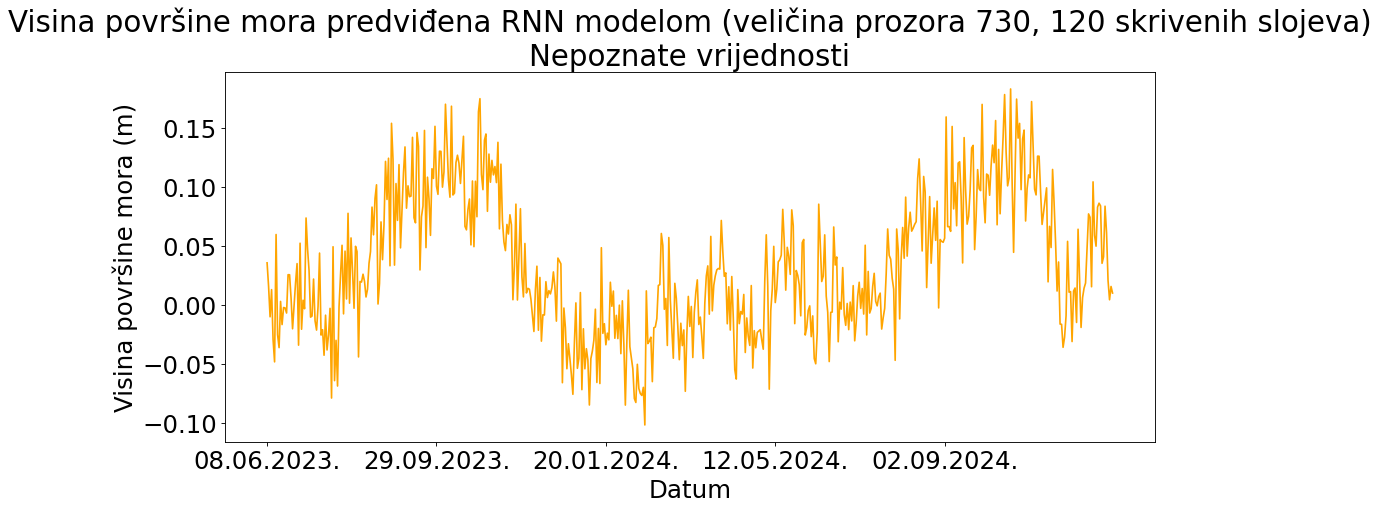 Visina površine mora predviđena RNN modelom (veličina prozora 730, 120 skrivenih slojeva)
Nepoznate vrijednosti
Visina površine mora (m)
0.15
0.10
0.05
0.00
−0.05
−0.10
08.06.2023. 29.09.2023. 20.01.2024. 12.05.2024. 02.09.2024.
Datum